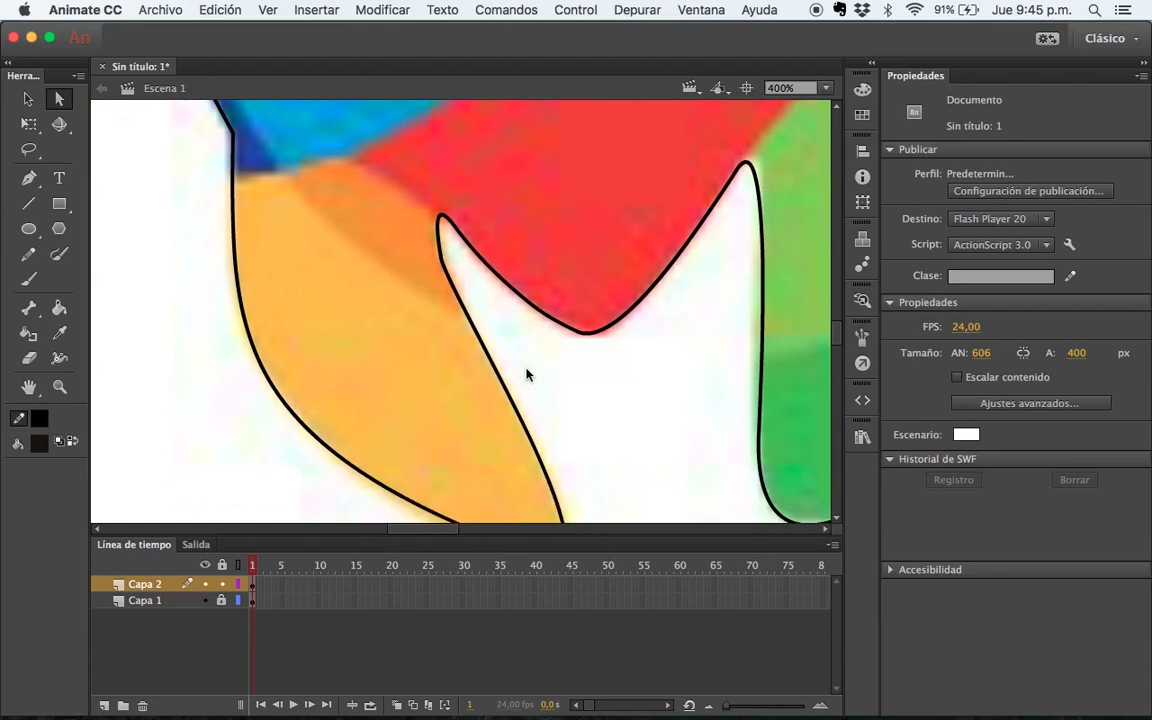 Animate CC Archivo Edición Ver Insertar Modificar Texto Comandos Control Depurar Ventana Ayuda 91% Jue 9:45 p.m.
An Clásico
Herra... × Sin título: 1* Propiedades
Escena 1 400%
Documento
An Sin título: 1
Publicar
Perfil: Predetermin...
Configuración de publicación...
Destino: Flash Player 20
Script: ActionScript 3.0
Clase:
Propiedades
FPS: 24,00
Tamaño: AN: 606 A: 400 px
Escalar contenido
Ajustes avanzados...
Escenario:
Historial de SWF
Registro Borrar
Accesibilidad
T
Línea de tiempo Salida
1 5 10 15 20 25 30 35 40 45 50 55 60 65 70 75 8
Capa 2
Capa 1
1 24,00 fps 0,0 s